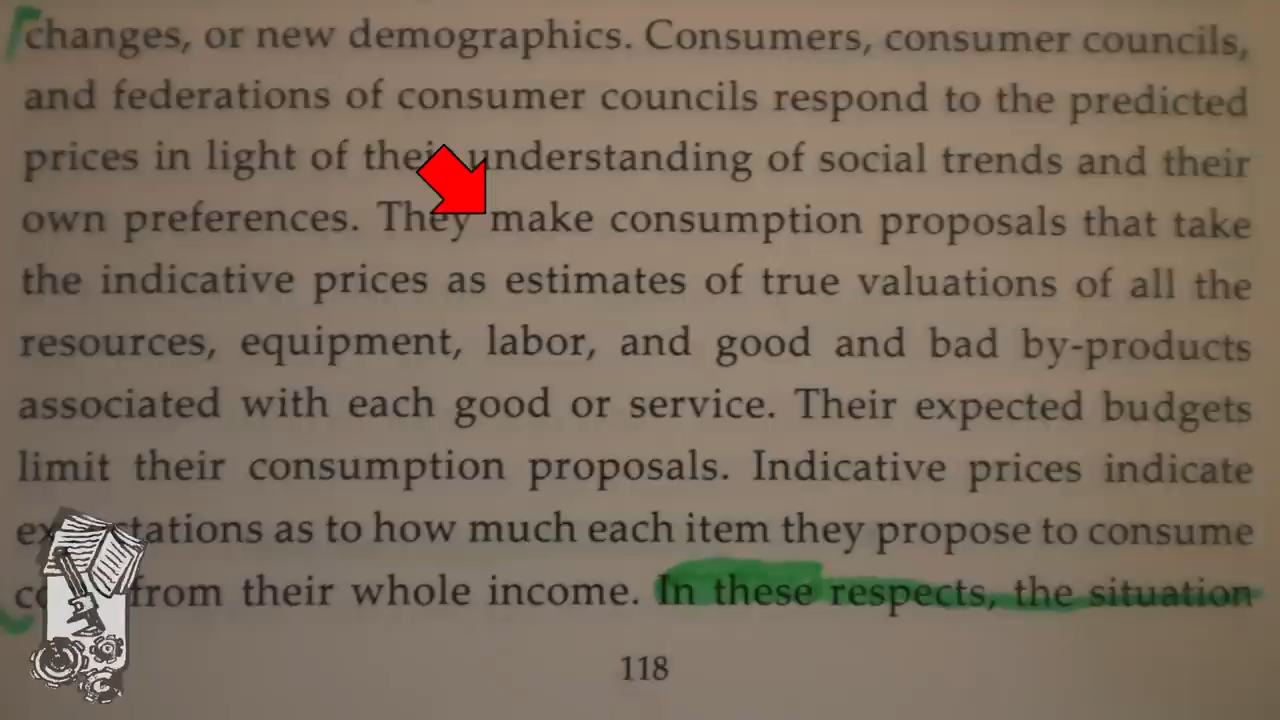 changes, or new demographics. Consumers, consumer councils,
and federations of consumer councils respond to the predicted
prices in light of their understanding of social trends and their
own preferences. They make consumption proposals that take
the indicative prices as estimates of true valuations of all the
resources, equipment, labor, and good and bad by-products
associated with each good or service. Their expected budgets
limit their consumption proposals. Indicative prices indicate
as to how much each item they propose to consume
from their whole income. In these respects, the situation
118